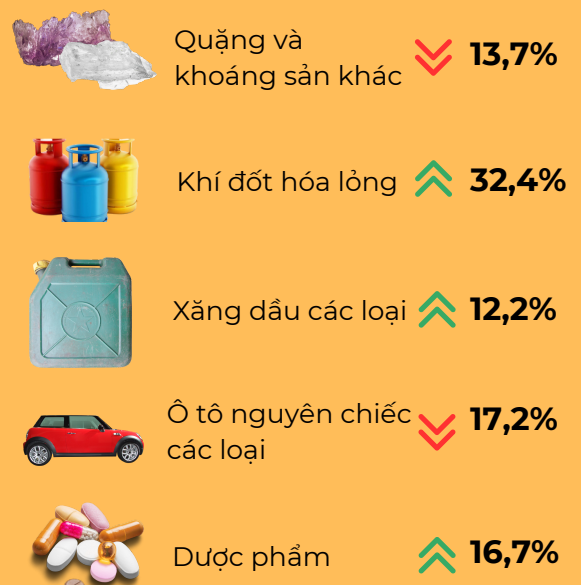 Quặng và
khoáng sản khác
13,7%
Khí đốt hóa lỏng
32,4%
Xăng dầu các loại
12,2%
Ô tô nguyên chiếc
các loại
17,2%
Dược phẩm
16,7%